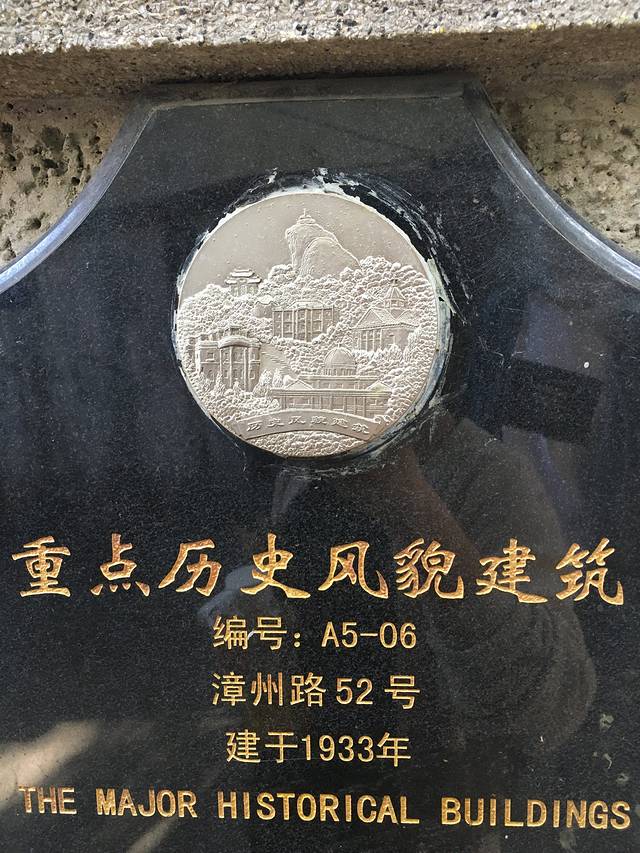 历史风貌建筑
重点历史风貌建筑
编号：A5-06
漳州路52号
建于1933年
THE MAJOR HISTORICAL BUILDINGS